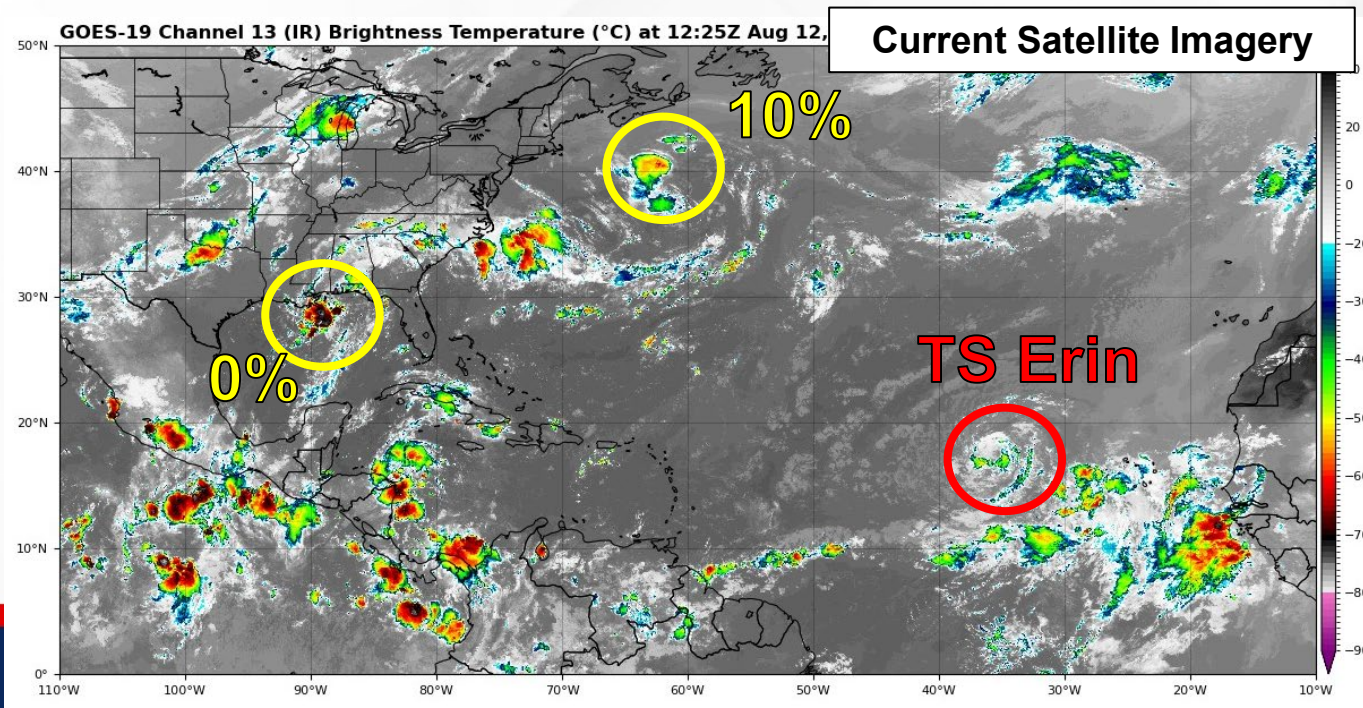 GOES-19 Channel 13 (IR) Brightness Temperature (°C) at 12:25Z Aug 12,
Current Satellite Imagery
50°N
40°N
30°N
20°N
10°N
0°
110°W
100°W
90°W
80°W
70°W
60°W
50°W
40°W
30°W
20°W
10°W
10%
0%
TS Erin
20
0
−20
−30
−40
−50
−60
−70
−80
−90